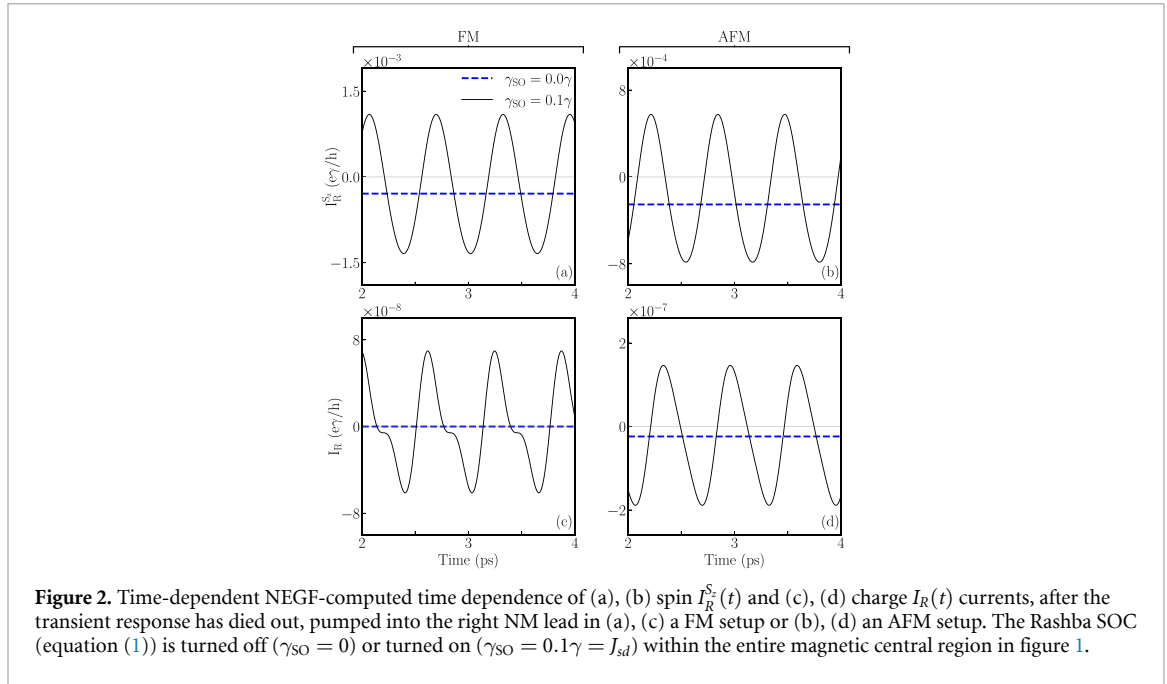 FM AFM
×10⁻³ ×10⁻⁴
γSO = 0.0γ
γSO = 0.1γ
1.5
0.0
−1.5
I_R^{S_z} (eγ/h)
(a)
2 3 4
8
0
−8
(b)
2 3 4
×10⁻⁸ ×10⁻⁷
8
0
−8
I_R (eγ/h)
(c)
2 3 4
Time (ps)
2
0
−2
(d)
2 3 4
Time (ps)
Figure 2. Time-dependent NEGF-computed time dependence of (a), (b) spin I_R^{S_z}(t) and (c), (d) charge I_R(t) currents, after the
transient response has died out, pumped into the right NM lead in (a), (c) a FM setup or (b), (d) an AFM setup. The Rashba SOC
(equation (1)) is turned off (γSO = 0) or turned on (γSO = 0.1γ = J_sd) within the entire magnetic central region in figure 1.